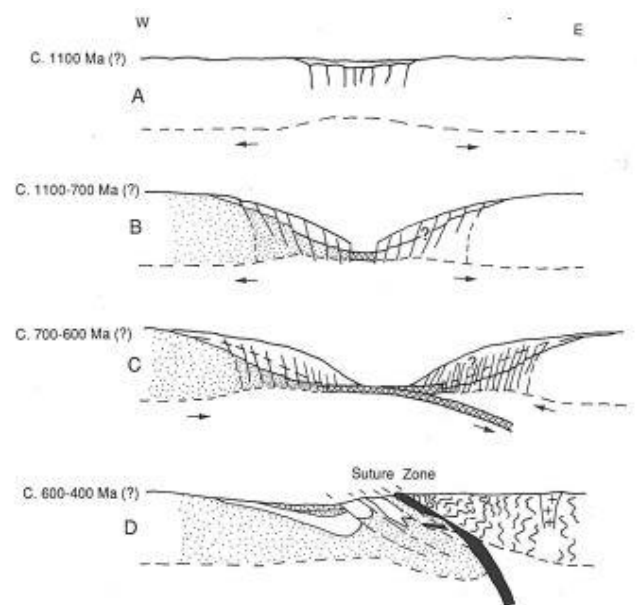 W
E
C. 1100 Ma (?)
A
C. 1100-700 Ma (?)
B
?
C. 700-600 Ma (?)
C
?
Suture Zone
C. 600-400 Ma (?)
D